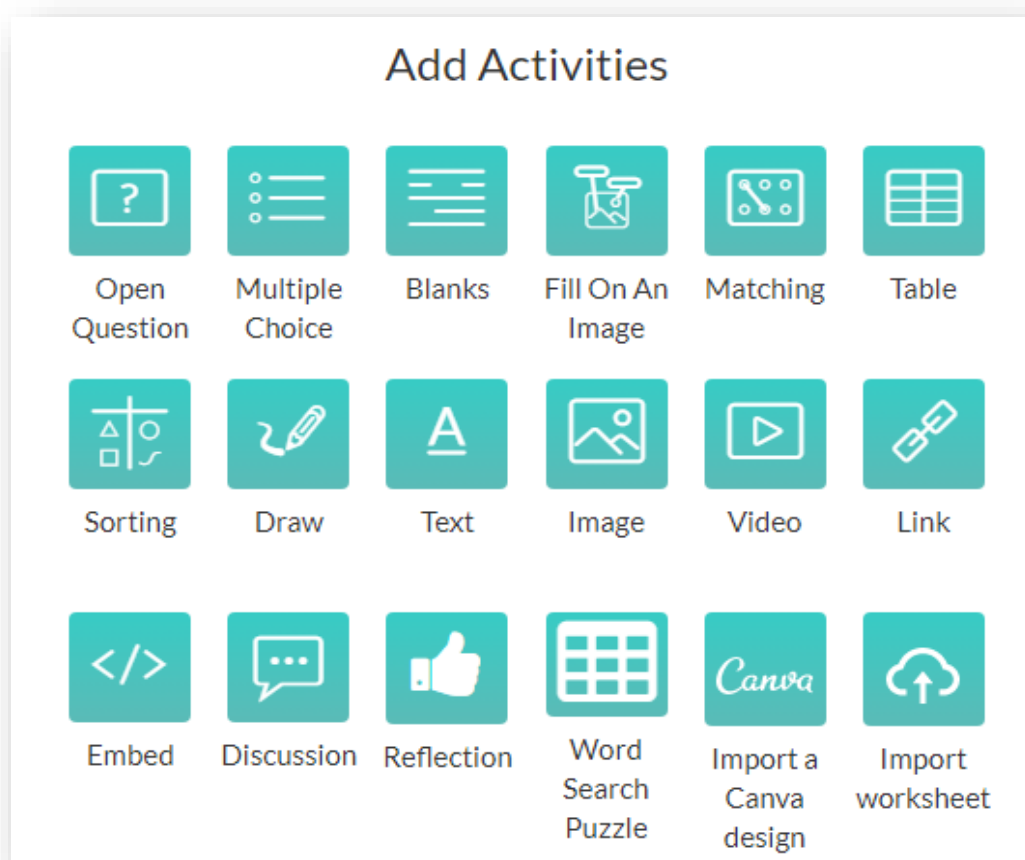 Add Activities
?
Open Question
Multiple Choice
Blanks
Fill On An Image
Matching
Table
Sorting
Draw
A
Text
Image
Video
Link
</>
Embed
Discussion
Reflection
Word Search Puzzle
Canva
Import a Canva design
Import worksheet